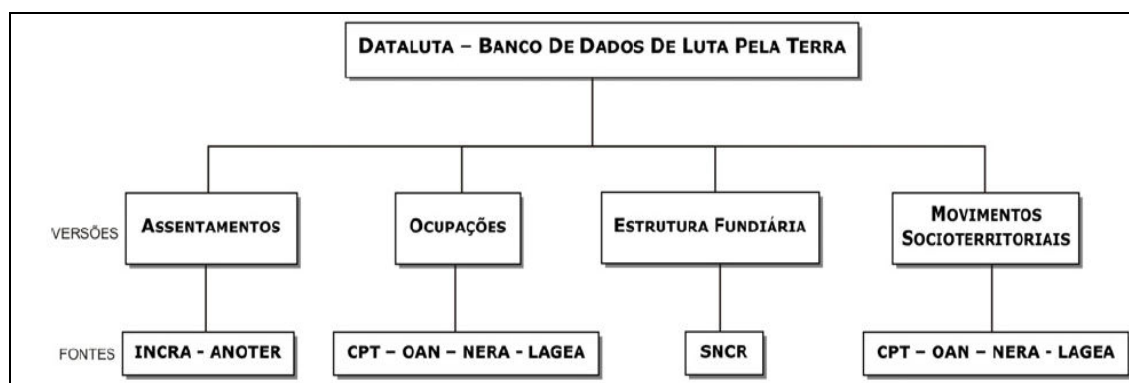 DATALUTA – BANCO DE DADOS DE LUTA PELA TERRA
VERSÕES
ASSENTAMENTOS
OCUPAÇÕES
ESTRUTURA FUNDIÁRIA
MOVIMENTOS
SOCIOTERRITORIAIS
FONTES
INCRA - ANOTER
CPT – OAN – NERA - LAGEA
SNCR
CPT – OAN – NERA - LAGEA